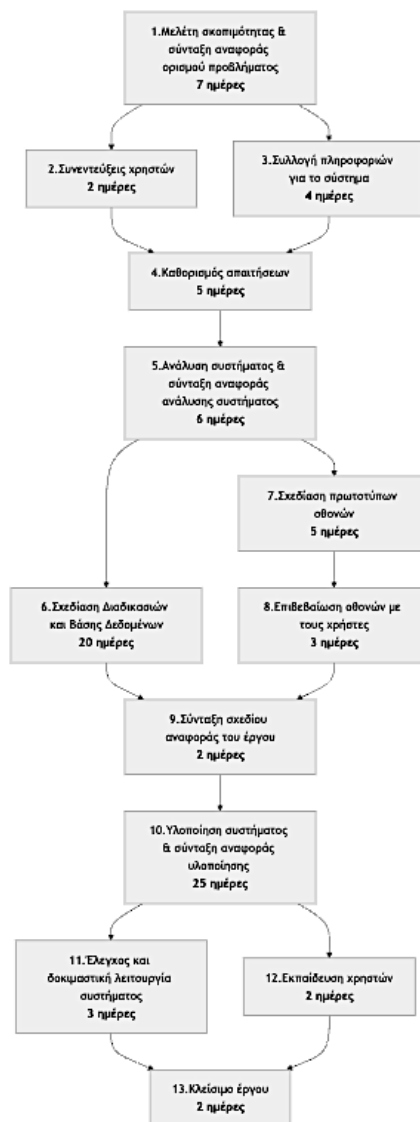 1.Μελέτη σκοπιμότητας &
σύνταξη αναφοράς
ορισμού προβλήματος
7 ημέρες
2.Συνεντεύξεις χρηστών
2 ημέρες
3.Συλλογή πληροφοριών
για το σύστημα
4 ημέρες
4.Καθορισμός απαιτήσεων
5 ημέρες
5.Ανάλυση συστήματος &
σύνταξη αναφοράς
ανάλυσης συστήματος
6 ημέρες
7.Σχεδίαση πρωτοτύπων
οθονών
5 ημέρες
6.Σχεδίαση Διαδικασιών
και Βάσης Δεδομένων
20 ημέρες
8.Επιβεβαίωση οθονών με
τους χρήστες
3 ημέρες
9.Σύνταξη σχεδίου
αναφοράς του έργου
2 ημέρες
10.Υλοποίηση συστήματος
& σύνταξη αναφοράς
υλοποίησης
25 ημέρες
11.Έλεγχος και
δοκιμαστική λειτουργία
συστήματος
3 ημέρες
12.Εκπαίδευση χρηστών
2 ημέρες
13.Κλείσιμο έργου
2 ημέρες